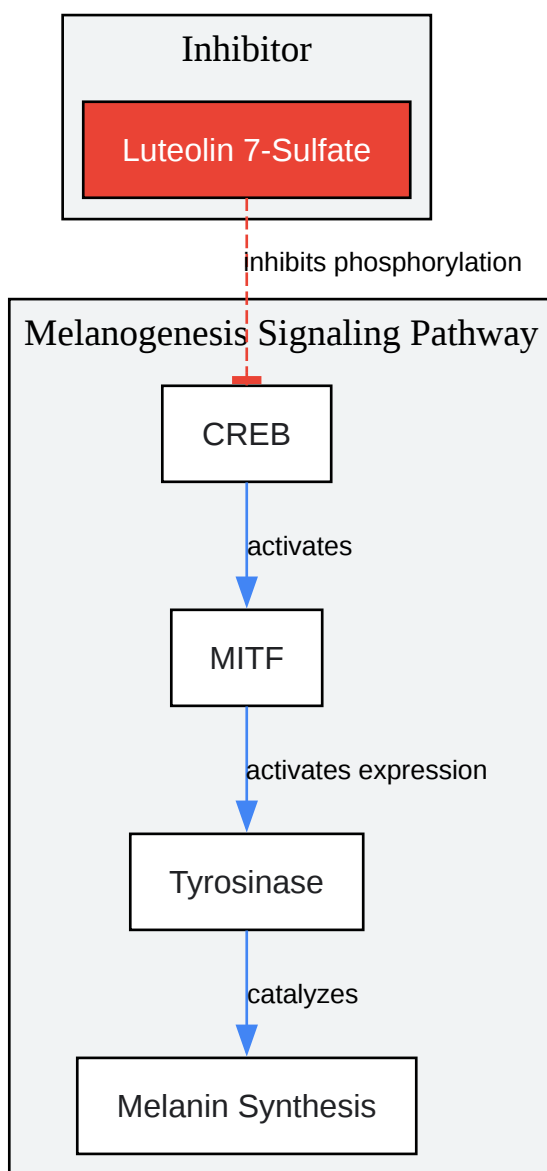 Inhibitor
Luteolin 7-Sulfate
inhibits phosphorylation
Melanogenesis Signaling Pathway
CREB
activates
MITF
activates expression
Tyrosinase
catalyzes
Melanin Synthesis